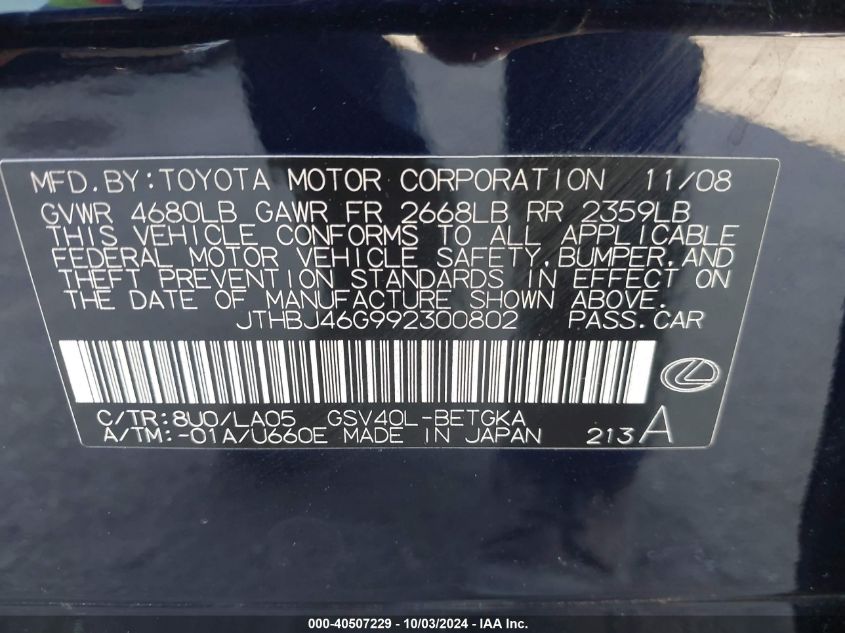 MFD.BY:TOYOTA MOTOR CORPORATION 11/08
GVWR 4680LB GAWR FR 2668LB RR 2359LB
THIS VEHICLE CONFORMS TO ALL APPLICABLE
FEDERAL MOTOR VEHICLE SAFETY,BUMPER,AND
THEFT PREVENTION STANDARDS IN EFFECT ON
THE DATE OF MANUFACTURE SHOWN ABOVE.
JTHBJ46G992300802 PASS.CAR
C/TR:8U0/LA05 GSV40L-BETGKA
A/TM:-01A/U660E MADE IN JAPAN 213A
000-40507229 - 10/03/2024 - IAA Inc.